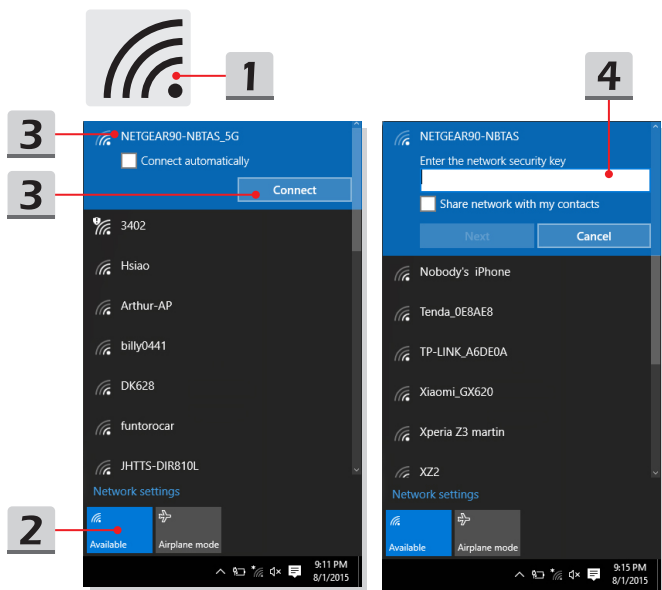 1
3
NETGEAR90-NBTAS_5G
Connect automatically
3
Connect
3402
Hsiao
Arthur-AP
billy0441
DK628
funtorocar
JHTTS-DIR810L
Network settings
2
Available
Airplane mode
9:11 PM
8/1/2015
4
NETGEAR90-NBTAS
Enter the network security key
Share network with my contacts
Next
Cancel
Nobody's iPhone
Tenda_0E8AE8
TP-LINK_A6DE0A
Xiaomi_GX620
Xperia Z3 martin
XZ2
Network settings
Available
Airplane mode
9:15 PM
8/1/2015